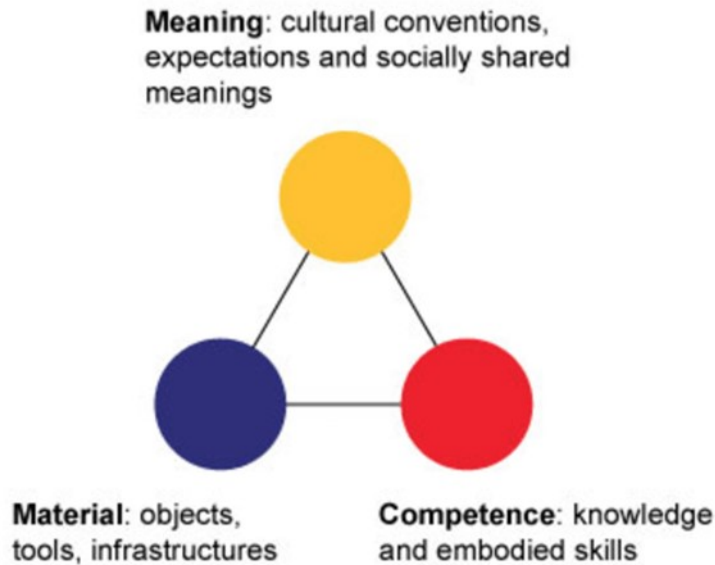 Meaning: cultural conventions,
expectations and socially shared
meanings
Material: objects,
tools, infrastructures
Competence: knowledge
and embodied skills